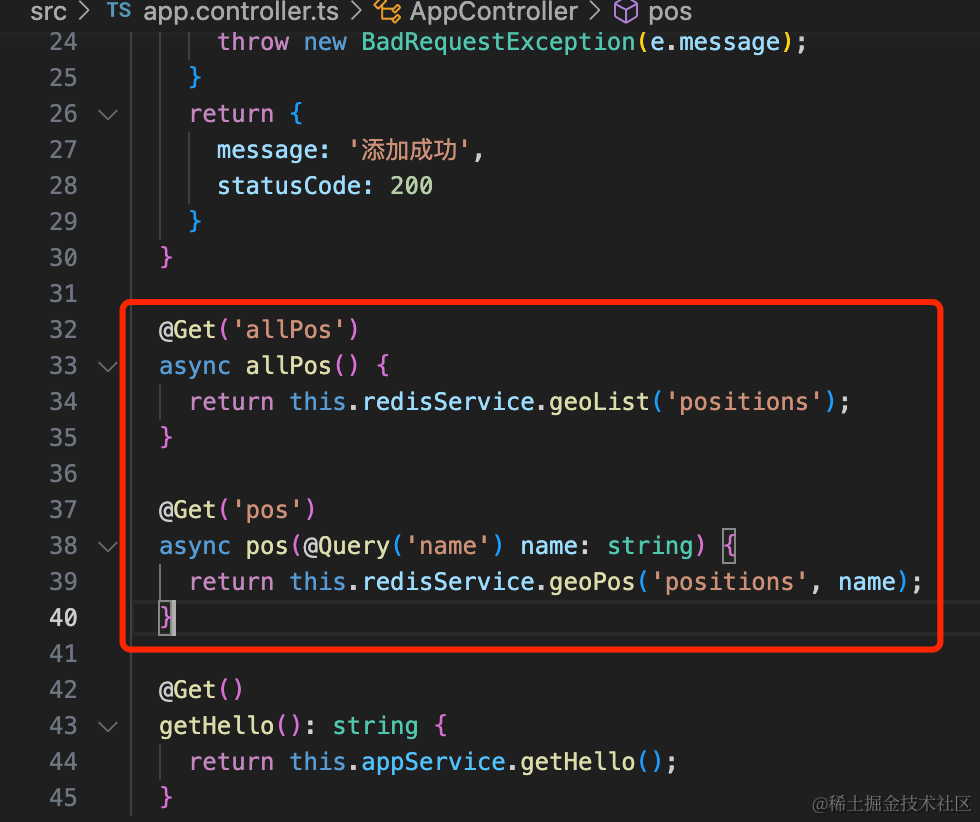 src > TS app.controller.ts > AppController > pos
24 throw new BadRequestException(e.message);
25 }
26 return {
27 message: '添加成功',
28 statusCode: 200
29 }
30 }
31
32 @Get('allPos')
33 async allPos() {
34 return this.redisService.geoList('positions');
35 }
36
37 @Get('pos')
38 async pos(@Query('name') name: string) {
39 return this.redisService.geoPos('positions', name);
40 }
41
42 @Get()
43 getHello(): string {
44 return this.appService.getHello();
45 }
@稀土掘金技术社区